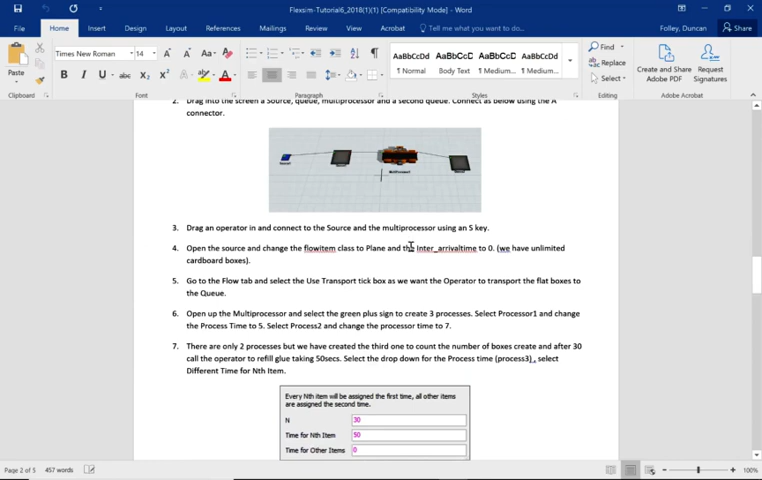 Flexsim-Tutorial6_2018(1)(1) [Compatibility Mode] - Word
Folley, Duncan
Share
File Home Insert Draw Design Layout References Mailings Review View Acrobat Tell me what you want to do...
Times New Roman 14 A A Aa
Paste
B I U abc X2 X2 A A
AaBbCcDc AaBbCcC AaBbCcDc AaBbCcDc
¶ Normal Body Text ¶ Medium... ¶ Medium...
Find
Replace
Select
Create and Share Adobe PDF
Request Signatures
Clipboard Font Paragraph Styles Editing Adobe Acrobat
2. Drag into the screen a Source, queue, multiprocessor and a second queue. Connect as below using the A
connector.
3. Drag an operator in and connect to the Source and the multiprocessor using an S key.
4. Open the source and change the flowitem class to Plane and the Inter_arrivaltime to 0. (we have unlimited
cardboard boxes).
5. Go to the Flow tab and select the Use Transport tick box as we want the Operator to transport the flat boxes to
the Queue.
6. Open up the Multiprocessor and select the green plus sign to create 3 processes. Select Processor1 and change
the Process Time to 5. Select Process2 and change the processor time to 7.
7. There are only 2 processes but we have created the third one to count the number of boxes create and after 30
call the operator to refill glue taking 50secs. Select the drop down for the Process time (process3) , select
Different Time for Nth Item.
Every Nth item will be assigned the first time, all other items
are assigned the second time.
N 30
Time for Nth Item 50
Time for Other Items 0
Page 2 of 5 457 words
100%